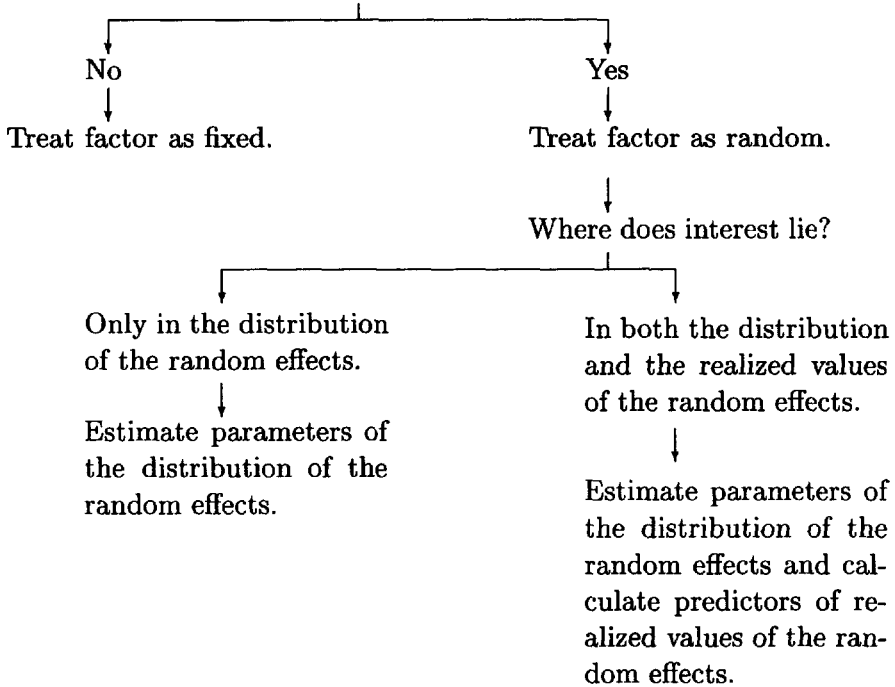 No
Yes
Treat factor as fixed.
Treat factor as random.
Where does interest lie?
Only in the distribution
of the random effects.
Estimate parameters of
the distribution of the
random effects.
In both the distribution
and the realized values
of the random effects.
Estimate parameters of
the distribution of the
random effects and cal-
culate predictors of re-
alized values of the ran-
dom effects.